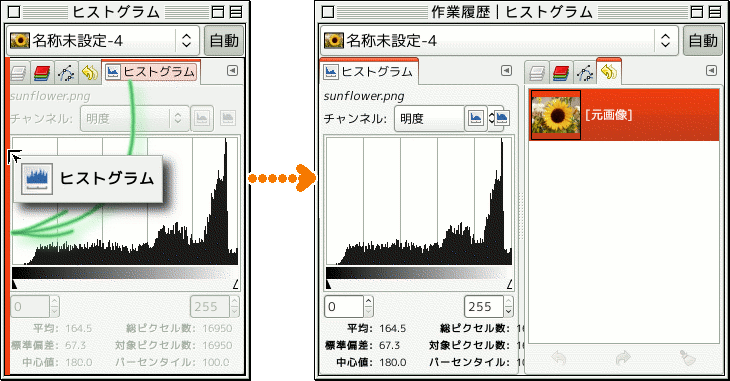 ヒストグラム
名称未設定-4
自動
ヒストグラム
sunflower.png
チャンネル: 明度
ヒストグラム
0 255
平均: 164.5 総ピクセル数: 16950
標準偏差: 67.3 対象ピクセル数: 16950
中心値: 180.0 パーセンタイル: 100.0
作業履歴 | ヒストグラム
名称未設定-4
自動
ヒストグラム
sunflower.png
チャンネル: 明度
[元画像]
0 255
平均: 164.5 総ピクセル数:
標準偏差: 67.3 対象ピクセル数:
中心値: 180.0 パーセンタイル: